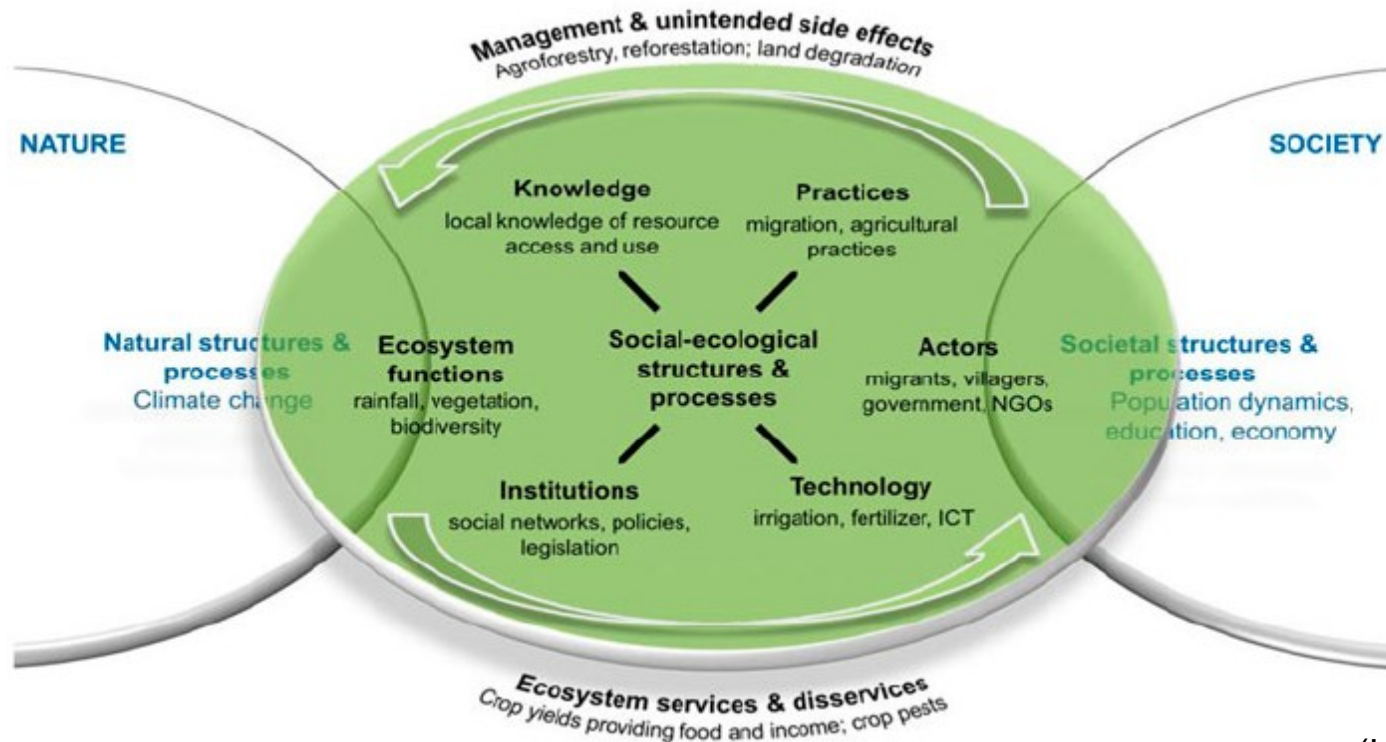 Management & unintended side effects
Agroforestry, reforestation; land degradation
NATURE
SOCIETY
Knowledge
local knowledge of resource
access and use
Practices
migration, agricultural
practices
Natural structures &
processes
Climate change
Ecosystem
functions
rainfall, vegetation,
biodiversity
Social-ecological
structures &
processes
Actors
migrants, villagers,
government, NGOs
Societal structures &
processes
Population dynamics,
education, economy
Institutions
social networks, policies,
legislation
Technology
irrigation, fertilizer, ICT
Ecosystem services & disservices
Crop yields providing food and income; crop pests